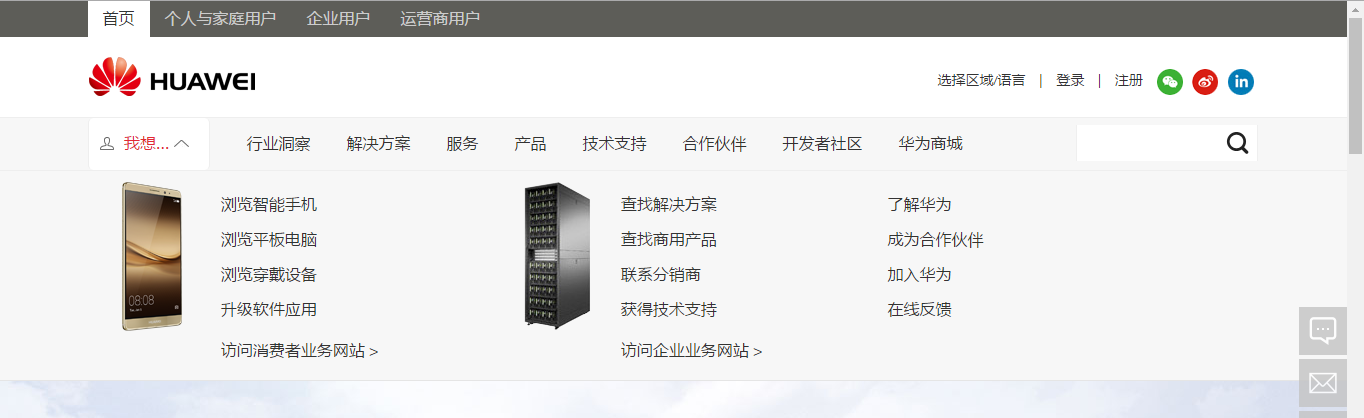 首页 个人与家庭用户 企业用户 运营商用户
HUAWEI
选择区域/语言 | 登录 | 注册
我想... 行业洞察 解决方案 服务 产品 技术支持 合作伙伴 开发者社区 华为商城
浏览智能手机 查找解决方案 了解华为
浏览平板电脑 查找商用产品 成为合作伙伴
浏览穿戴设备 联系分销商 加入华为
升级软件应用 获得技术支持 在线反馈
访问消费者业务网站 > 访问企业业务网站 >
08:08